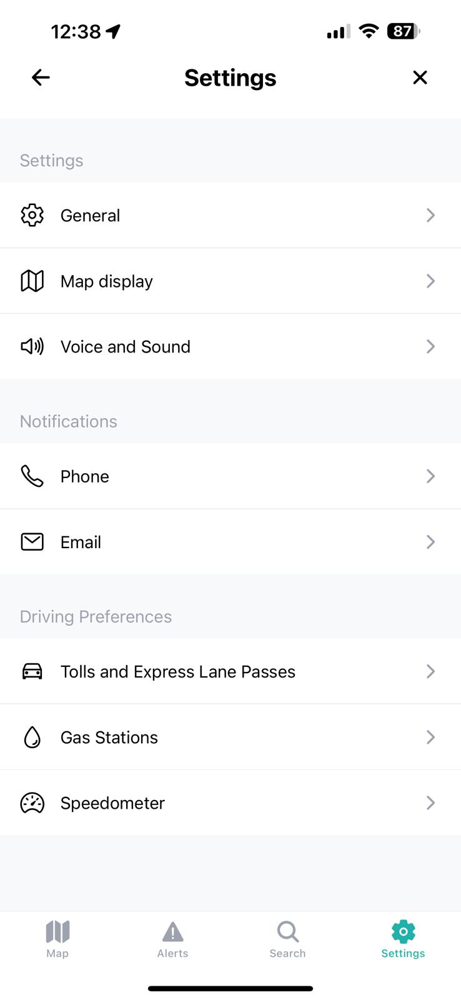 12:38
87
Settings
Settings
General
Map display
Voice and Sound
Notifications
Phone
Email
Driving Preferences
Tolls and Express Lane Passes
Gas Stations
Speedometer
Map
Alerts
Search
Settings